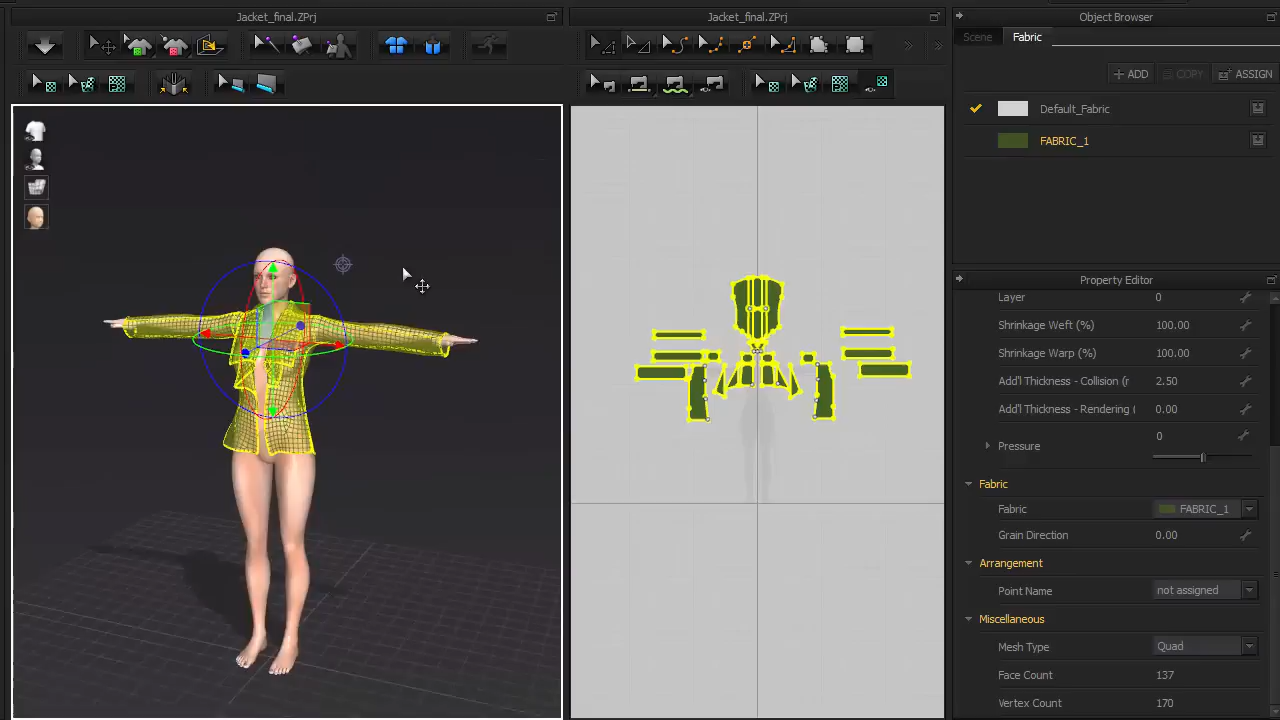 Jacket_final.ZPrj
Jacket_final.ZPrj
Object Browser
Scene
Fabric
ADD
COPY
ASSIGN
Default_Fabric
FABRIC_1
Property Editor
Layer 0
Shrinkage Weft (%) 100.00
Shrinkage Warp (%) 100.00
Add'l Thickness - Collision (r 2.50
Add'l Thickness - Rendering ( 0.00
Pressure 0
Fabric
Fabric FABRIC_1
Grain Direction 0.00
Arrangement
Point Name not assigned
Miscellaneous
Mesh Type Quad
Face Count 137
Vertex Count 170